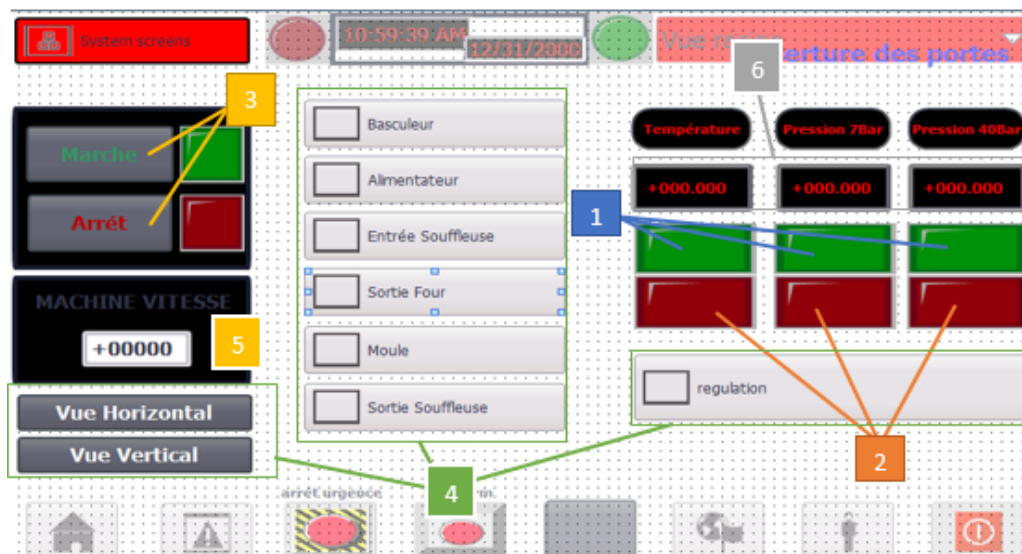 System screens
10:59:39 AM
12/31/2000
erture des portes
6
3
Basculeur
Température
Pression 7Bar
Pression 40Bar
Marche
Alimentateur
+000.000
+000.000
+000.000
Arrét
1
Entrée Souffleuse
MACHINE VITESSE
Sortie Four
+00000
5
Moule
regulation
Vue Horizontal
Sortie Souffleuse
Vue Vertical
2
4
arrét urgence